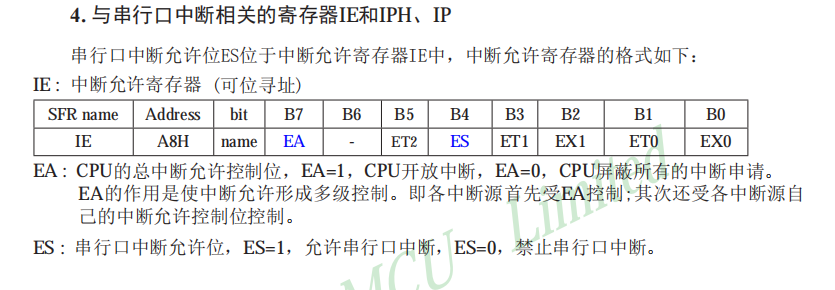 4. 与串行口中断相关的寄存器IE和IPH、IP
串行口中断允许位ES位于中断允许寄存器IE中，中断允许寄存器的格式如下：
IE： 中断允许寄存器 (可位寻址)
SFR name Address bit B7 B6 B5 B4 B3 B2 B1 B0
IE A8H name EA - ET2 ES ET1 EX1 ET0 EX0
EA： CPU的总中断允许控制位，EA=1，CPU开放中断，EA=0，CPU屏蔽所有的中断申请。
EA的作用是使中断允许形成多级控制。即各中断源首先受EA控制;其次还受各中断源自
己的中断允许控制位控制。
ES： 串行口中断允许位，ES=1，允许串行口中断，ES=0，禁止串行口中断。
MCU Limited